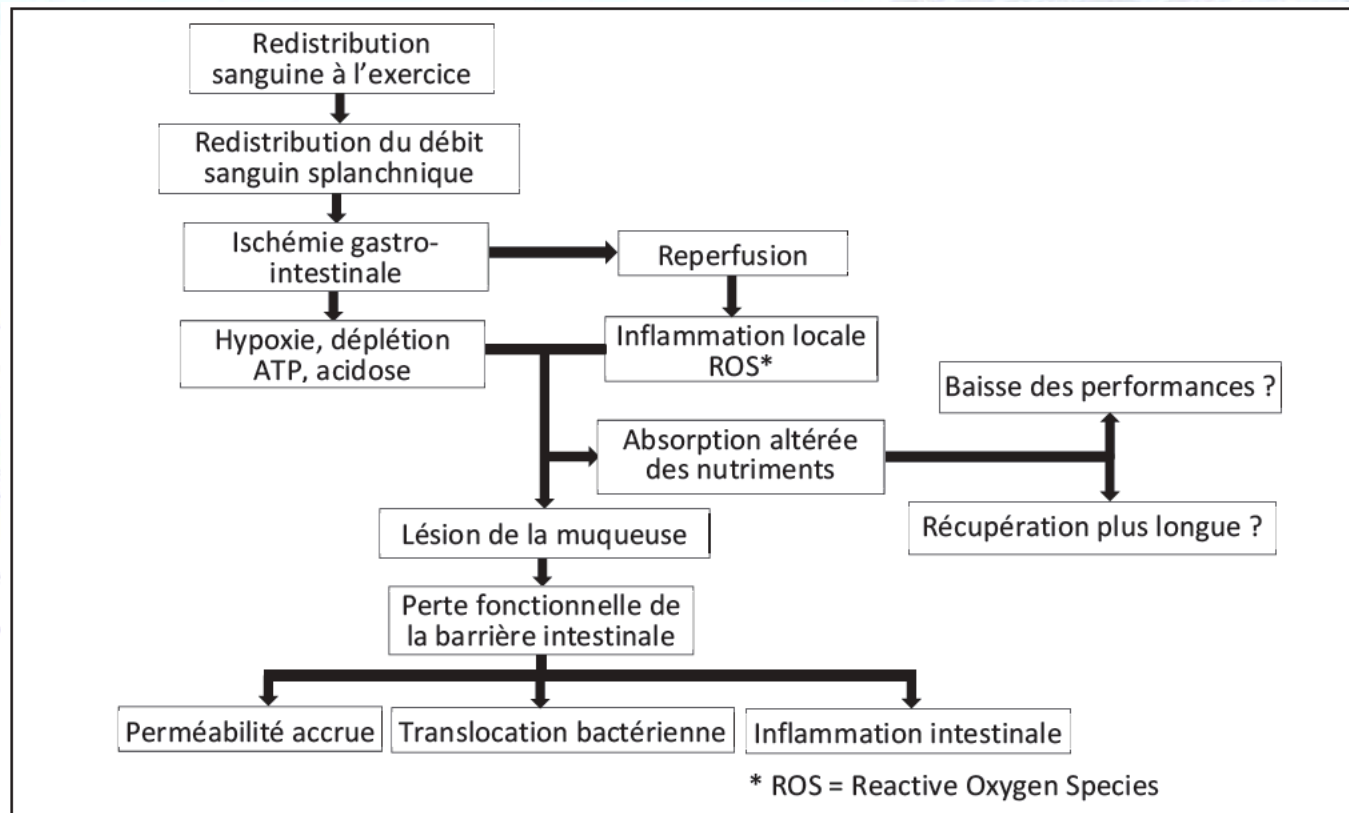 Redistribution
sanguine à l’exercice
Redistribution du débit
sanguin splanchnique
Ischémie gastro-
intestinale
Reperfusion
Hypoxie, déplétion
ATP, acidose
Inflammation locale
ROS*
Baisse des performances ?
Absorption altérée
des nutriments
Récupération plus longue ?
Lésion de la muqueuse
Perte fonctionnelle de
la barrière intestinale
Perméabilité accrue
Translocation bactérienne
Inflammation intestinale
* ROS = Reactive Oxygen Species